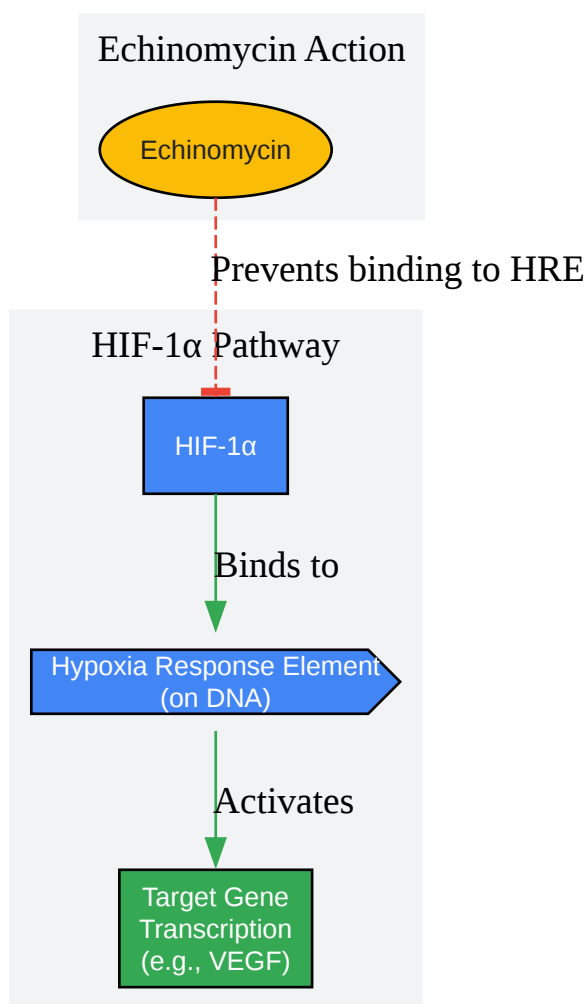 Echinomycin Action
Echinomycin
Prevents binding to HRE
HIF-1α Pathway
HIF-1α
Binds to
Hypoxia Response Element
(on DNA)
Activates
Target Gene
Transcription
(e.g., VEGF)